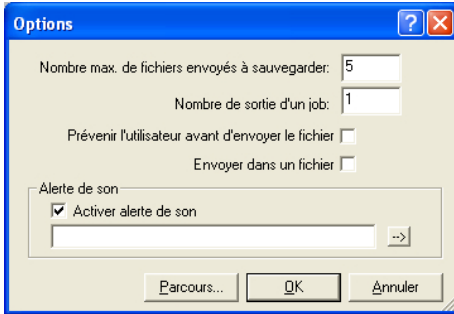 Options
Nombre max. de fichiers envoyés à sauvegarder: 5
Nombre de sortie d'un job: 1
Prévenir l'utilisateur avant d'envoyer le fichier
Envoyer dans un fichier
Alerte de son
Activer alerte de son
-->
Parcours... OK Annuler